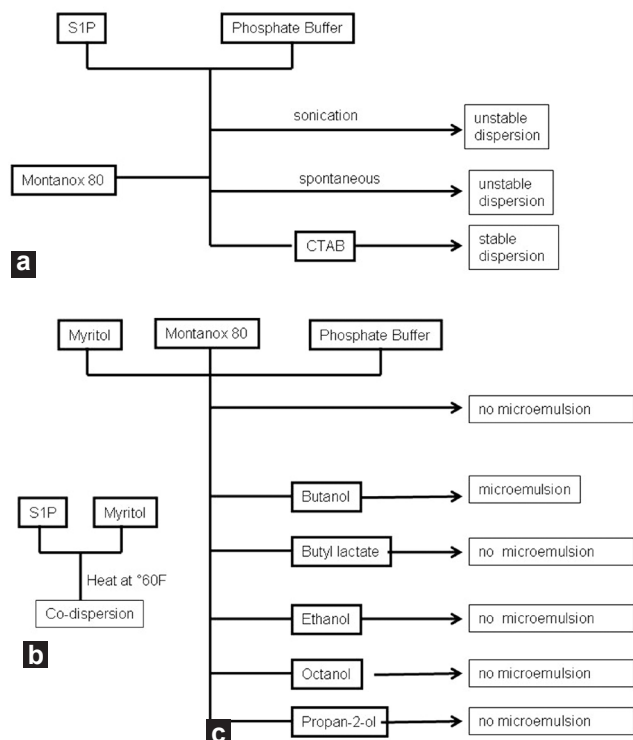 S1P
Phosphate Buffer
sonication
unstable
dispersion
Montanox 80
spontaneous
unstable
dispersion
CTAB
stable
dispersion
a
Myritol
Montanox 80
Phosphate Buffer
no microemulsion
Butanol
microemulsion
S1P
Myritol
Butyl lactate
no microemulsion
Heat at °60F
Co-dispersion
Ethanol
no microemulsion
b
Octanol
no microemulsion
c
Propan-2-ol
no microemulsion